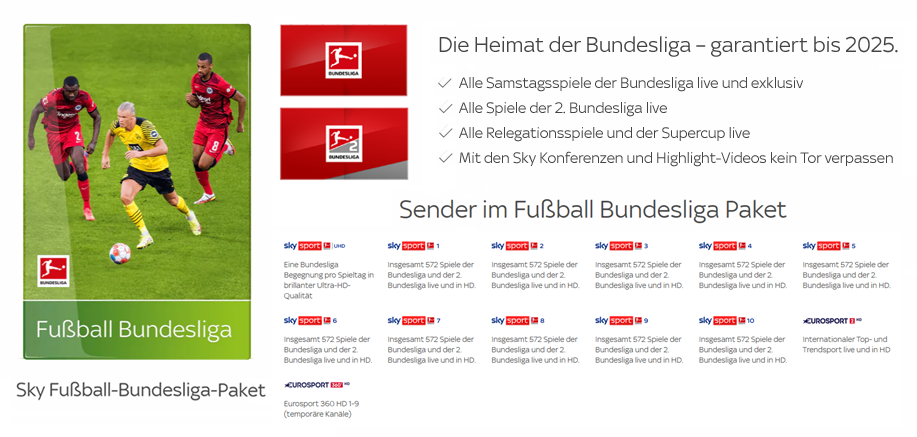 BUNDESLIGA
BUNDESLIGA
2
BUNDESLIGA
Fußball Bundesliga
Sky Fußball-Bundesliga-Paket
Die Heimat der Bundesliga – garantiert bis 2025.
Alle Samstagsspiele der Bundesliga live und exklusiv
Alle Spiele der 2. Bundesliga live
Alle Relegationsspiele und der Supercup live
Mit den Sky Konferenzen und Highlight-Videos kein Tor verpassen
Sender im Fußball Bundesliga Paket
sky sport UHD
Eine Bundesliga
Begegnung pro Spieltag in
brillanter Ultra-HD-
Qualität
sky sport 1
Insgesamt 572 Spiele der
Bundesliga und der 2.
Bundesliga live und in HD.
sky sport 2
Insgesamt 572 Spiele der
Bundesliga und der 2.
Bundesliga live und in HD.
sky sport 3
Insgesamt 572 Spiele der
Bundesliga und der 2.
Bundesliga live und in HD.
sky sport 4
Insgesamt 572 Spiele der
Bundesliga und der 2.
Bundesliga live und in HD.
sky sport 5
Insgesamt 572 Spiele der
Bundesliga und der 2.
Bundesliga live und in HD.
sky sport 6
Insgesamt 572 Spiele der
Bundesliga und der 2.
Bundesliga live und in HD.
sky sport 7
Insgesamt 572 Spiele der
Bundesliga und der 2.
Bundesliga live und in HD.
sky sport 8
Insgesamt 572 Spiele der
Bundesliga und der 2.
Bundesliga live und in HD.
sky sport 9
Insgesamt 572 Spiele der
Bundesliga und der 2.
Bundesliga live und in HD.
sky sport 10
Insgesamt 572 Spiele der
Bundesliga und der 2.
Bundesliga live und in HD.
EUROSPORT 2 HD
Internationaler Top- und
Trendsport live und in HD
EUROSPORT 360° HD
Eurosport 360 HD 1-9
(temporäre Kanäle)